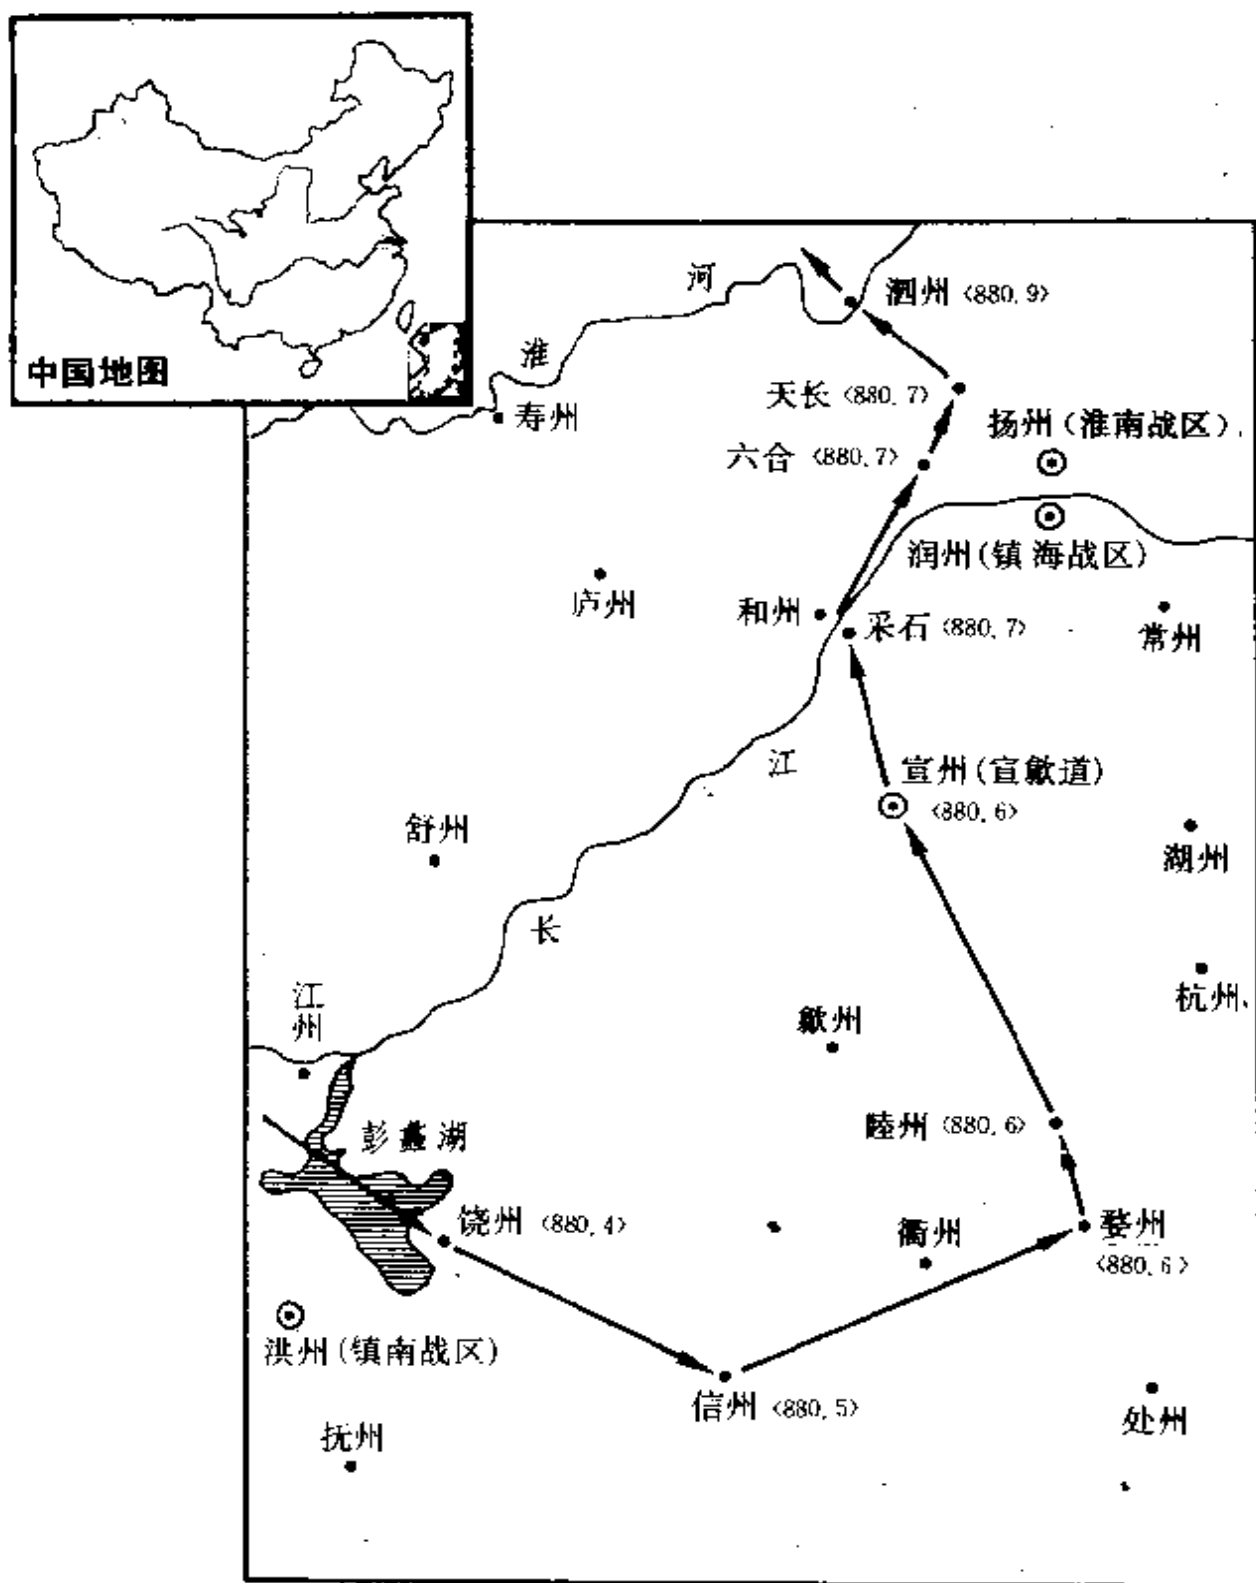 中国地图
河
泗州〈880,9〉
淮
天长〈880,7〉
寿州
扬州(淮南战区)
六合〈880,7〉
润州(镇海战区)
庐州
和州
采石〈880,7〉
常州
江
宣州(宣歙道)
〈880,6〉
舒州
湖州
长
江州
杭州
歙州
睦州〈880,6〉
彭蠡湖
饶州〈880,4〉
衢州
婺州
〈880,6〉
洪州(镇南战区)
信州〈880,5〉
处州
抚州